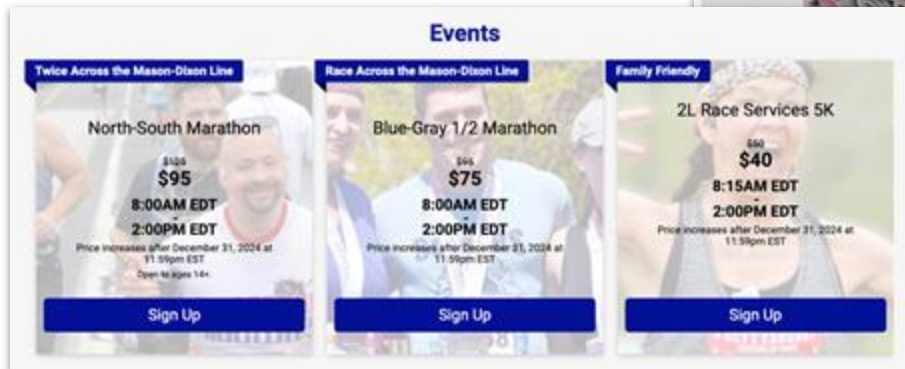 Events
Twice Across the Mason-Dixon Line
North-South Marathon
$95
8:00AM EDT
-
2:00PM EDT
Price increases after December 31, 2024 at
11:59pm EST
Open to ages 14+.
Sign Up
Race Across the Mason-Dixon Line
Blue-Gray 1/2 Marathon
$95
$75
8:00AM EDT
-
2:00PM EDT
Price increases after December 31, 2024 at
11:59pm EST
Sign Up
Family Friendly
2L Race Services 5K
$40
8:15AM EDT
-
2:00PM EDT
Price increases after December 31, 2024 at
11:59pm EST
Sign Up